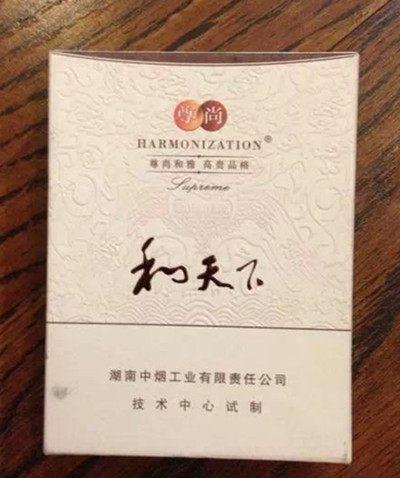 尊尚
HARMONIZATION®
尊尚和雅 高贵品格
Supreme
和天下
湖南中烟工业有限责任公司
技术中心试制